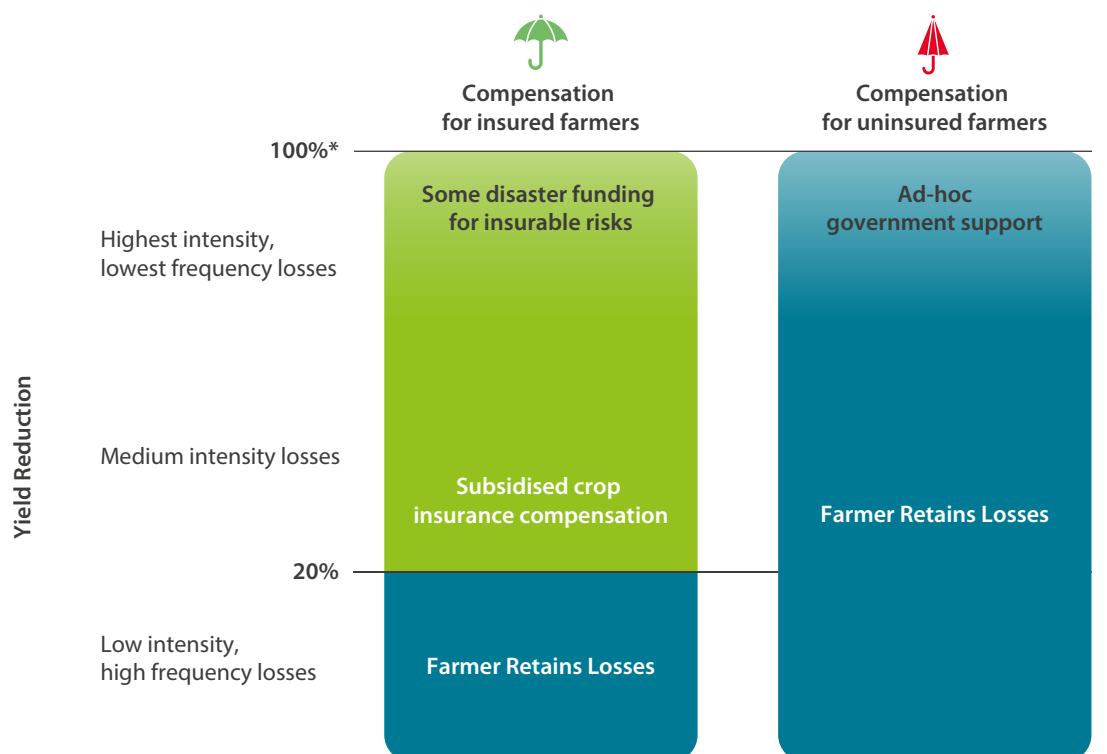 Compensation
for insured farmers
Compensation
for uninsured farmers
100%*
Some disaster funding
for insurable risks
Ad-hoc
government support
Highest intensity,
lowest frequency losses
Yield Reduction
Medium intensity losses
Subsidised crop
insurance compensation
Farmer Retains Losses
20%
Low intensity,
high frequency losses
Farmer Retains Losses